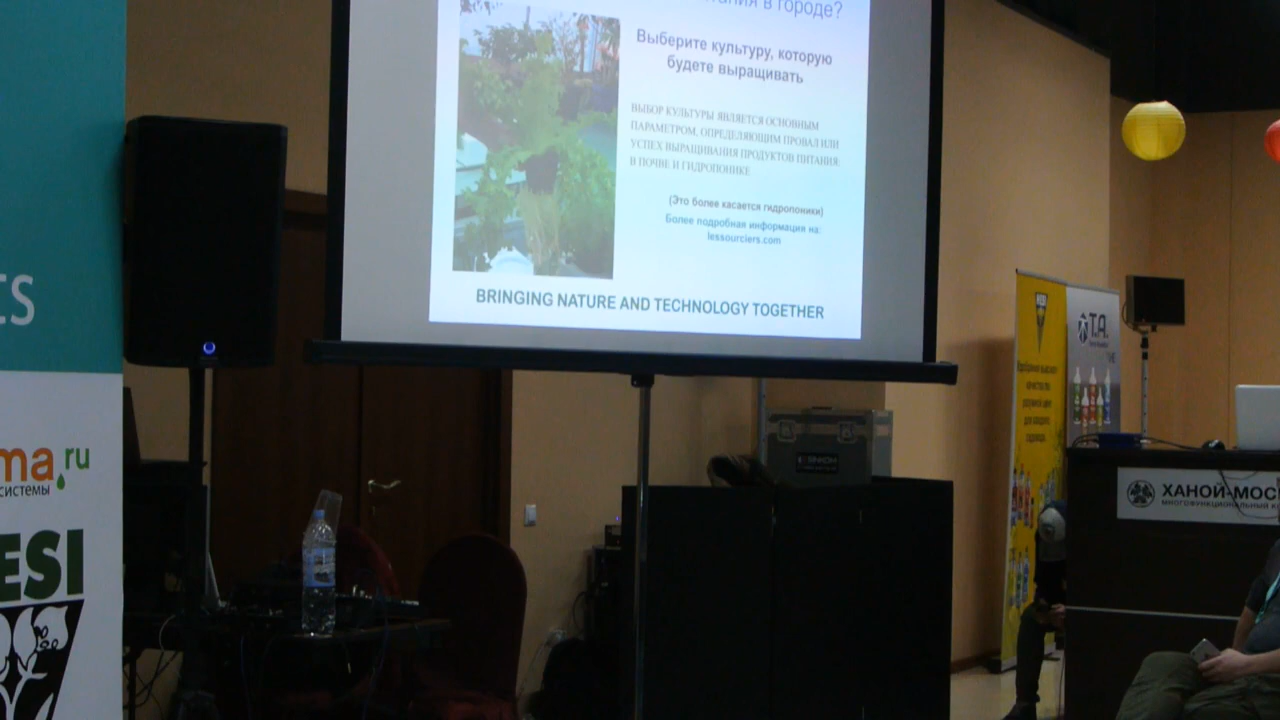 в городе?
Выберите культуру, которую
будете выращивать
ВЫБОР КУЛЬТУРЫ ЯВЛЯЕТСЯ ОСНОВНЫМ
ПАРАМЕТРОМ, ОПРЕДЕЛЯЮЩИМ ПРОВАЛ ИЛИ
УСПЕХ ВЫРАЩИВАНИЯ ПРОДУКТОВ ПИТАНИЯ:
В ПОЧВЕ И ГИДРОПОНИКЕ
(Это более касается гидропоники)
Более подробная информация на:
lessourciers.com
BRINGING NATURE AND TECHNOLOGY TOGETHER
ma.ru
системы
ESI
T.A.
ХАНОЙ-МОС
МНОГОФУНКЦИОНАЛЬНЫЙ